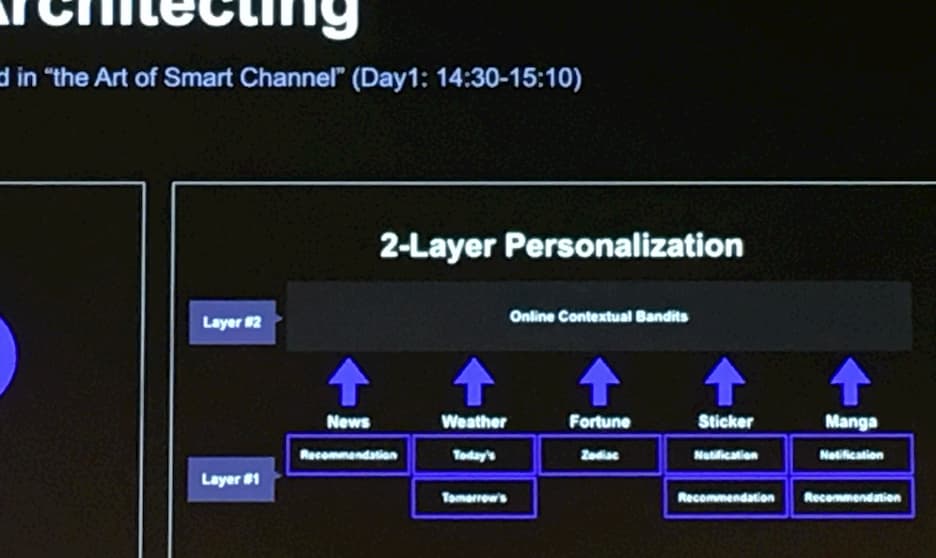 Architecting
d in “the Art of Smart Channel” (Day1: 14:30-15:10)
2-Layer Personalization
Layer #2
Online Contextual Bandits
News Weather Fortune Sticker Manga
Layer #1
Recommendation Today's Zodiac Notification Notification
Tomorrow's Recommendation Recommendation